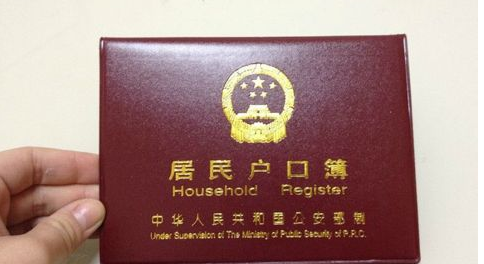 居民户口簿
Household Register
中华人民共和国公安部制
Under Supervision of The Ministry of Public Security of P.R.C.